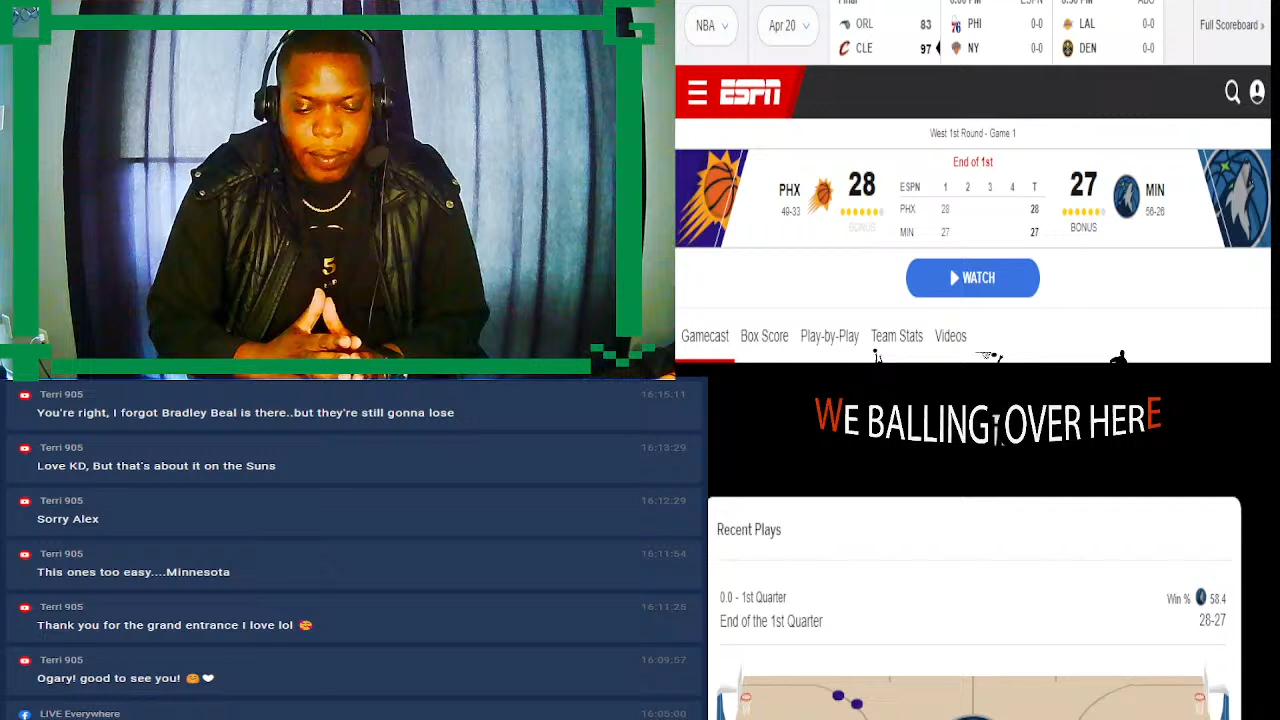 NBA
Apr 20
ORL 83
CLE 97
PHI 0-0
NY 0-0
LAL 0-0
DEN 0-0
Full Scoreboard »
ESPN
West 1st Round - Game 1
End of 1st
PHX
49-33
28
BONUS
ESPN 1 2 3 4 T
PHX 28 28
MIN 27 27
27
BONUS
MIN
56-26
WATCH
Gamecast Box Score Play-by-Play Team Stats Videos
5
Terri 905 16:15.11
You're right, I forgot Bradley Beal is there..but they're still gonna lose
Terri 905 16:13:29
Love KD, But that's about it on the Suns
Terri 905 16:12:29
Sorry Alex
Terri 905 16:11:54
This ones too easy....Minnesota
Terri 905 16:11:25
Thank you for the grand entrance I love lol 🥰
Terri 905 16:09:57
Ogary! good to see you! 🤗🤍
LIVE Everywhere 16:05:00
WE BALLING OVER HERE
Recent Plays
0.0 - 1st Quarter
End of the 1st Quarter
Win % 58.4
28-27